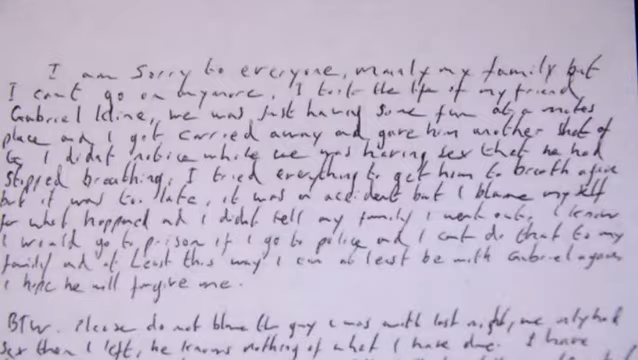 I am sorry to everyone, mainly my family but
I cant go on anymore, I took the life of my friend
Gabriel kline, we was just having some fun at a mates
place and I got carried away and gave him another shot of
G, I didnt notice while we was having sex that he had
stopped breathing, I tried everything to get him to breath again
but it was to late, it was a accident but I blame myself
for what happened and I didnt tell my family I went out. I know
I would go to prison if I go to police and I cant do that to my
family and at least this way I can at least be with Gabriel again
I hope he will forgive me.
BTW. Please do not blame the guy I was with last night, we only had
sex then I left, he knows nothing of what I have done. I have